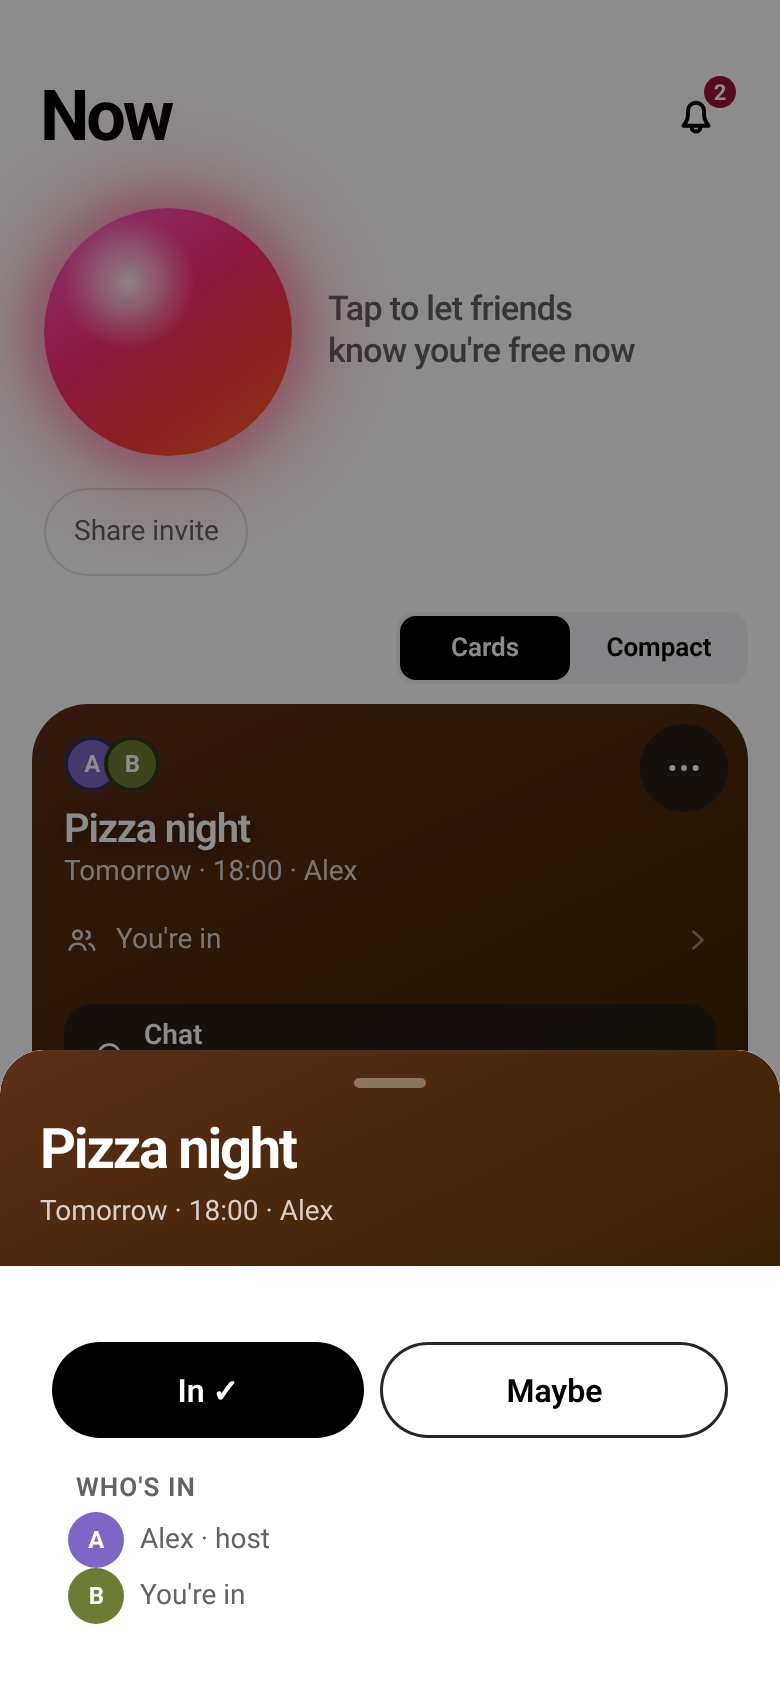 Now
2
Tap to let friends
know you're free now
Share invite
Cards
Compact
A
B
Pizza night
Tomorrow · 18:00 · Alex
You're in
Chat
Pizza night
Tomorrow · 18:00 · Alex
In ✓
Maybe
WHO'S IN
A
Alex · host
B
You're in